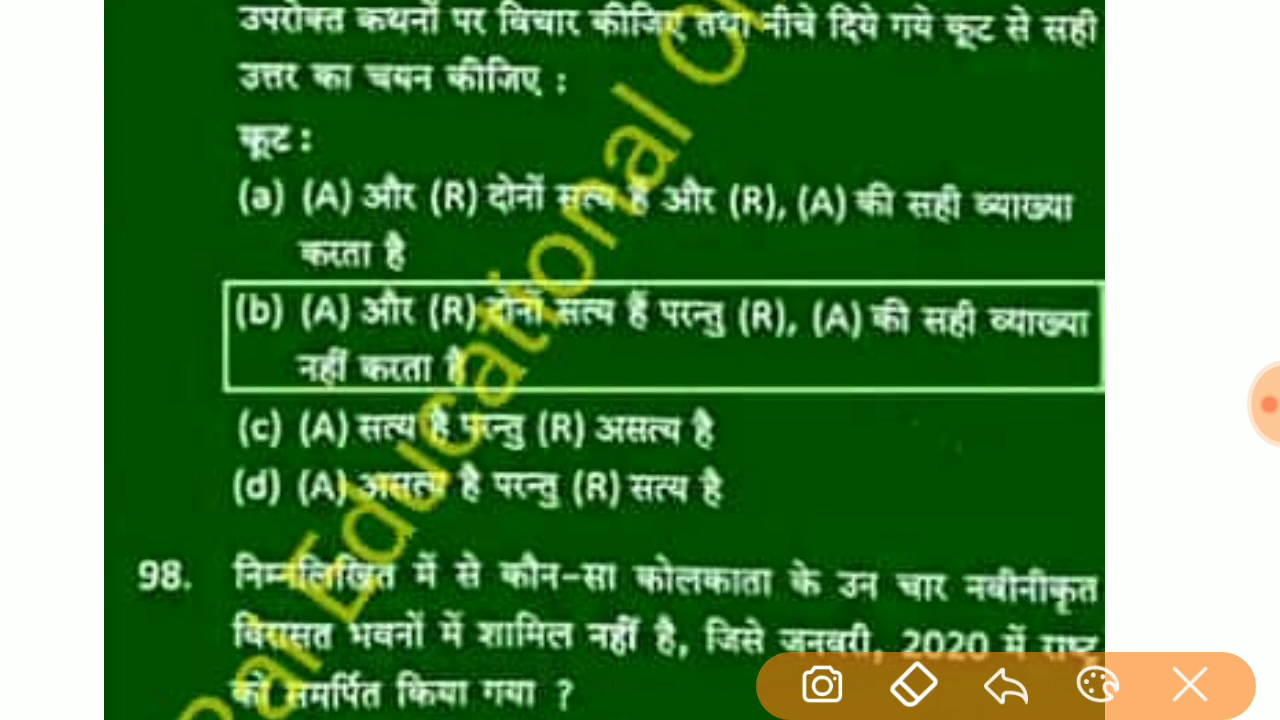 उपरोक्त कथनों पर विचार कीजिए तथा नीचे दिये गये कूट से सही
उत्तर का चयन कीजिए :
कूट :
(a) (A) और (R) दोनों सत्य हैं और (R), (A) की सही व्याख्या
करता है
(b) (A) और (R) दोनों सत्य हैं परन्तु (R), (A) की सही व्याख्या
नहीं करता है
(c) (A) सत्य है परन्तु (R) असत्य है
(d) (A) असत्य है परन्तु (R) सत्य है
98. निम्नलिखित में से कौन-सा कोलकाता के उन चार नवीनीकृत
विरासत भवनों में शामिल नहीं है, जिसे जनवरी, 2020 में राष्ट्र
को समर्पित किया गया ?
Educational